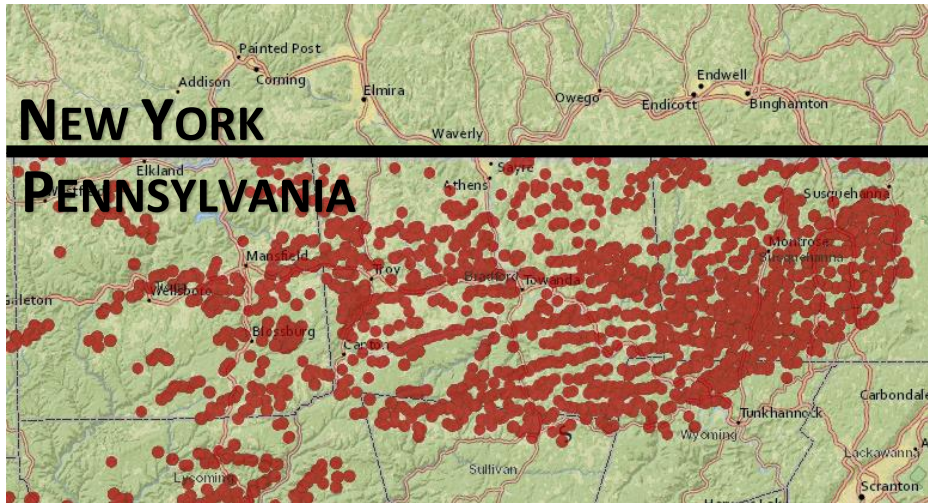 Painted Post
Corning
Addison
Elmira
Endwell
Owego
Endicott
Binghamton
NEW YORK
Waverly
Elkland
Sayre
Athens
Susquehanna
PENNSYLVANIA
Montrose
Susquehanna
Mansfield
Troy
Bradford
Towanda
Wellsboro
Galeton
Blossburg
Canton
Tunkhannock
Carbondale
Wyoming
Lackawanna
Sullivan
Lycoming
Scranton